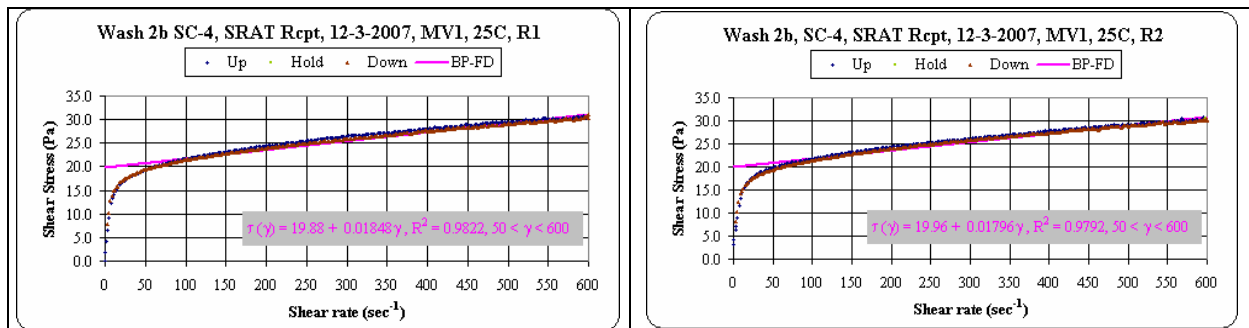 Wash 2b SC-4, SRAT Rcpt, 12-3-2007, MV1, 25C, R1
Up Hold Down BP-FD
Shear Stress (Pa)
35.0
30.0
25.0
20.0
15.0
10.0
5.0
0.0
τ(γ) = 19.88 + 0.01848γ, R² = 0.9822, 50 < γ < 600
0 50 100 150 200 250 300 350 400 450 500 550 600
Shear rate (sec⁻¹)
Wash 2b, SC-4, SRAT Rcpt, 12-3-2007, MV1, 25C, R2
Up Hold Down BP-FD
Shear Stress (Pa)
35.0
30.0
25.0
20.0
15.0
10.0
5.0
0.0
τ(γ) = 19.96 + 0.01796γ, R² = 0.9792, 50 < γ < 600
0 50 100 150 200 250 300 350 400 450 500 550 600
Shear rate (sec⁻¹)